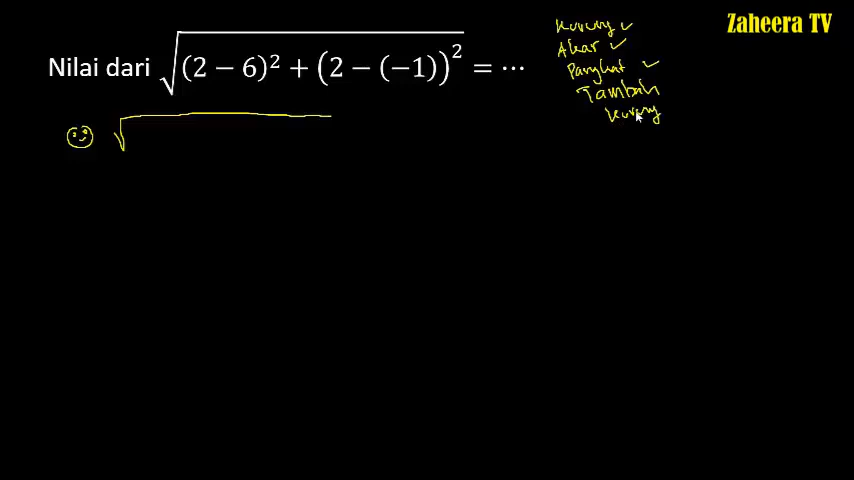 Zaheera TV
Nilai dari √(2 − 6)² + (2 − (−1))² = ⋯
kurung ✓
Akar ✓
Pangkat ✓
Tambah
kurang
√